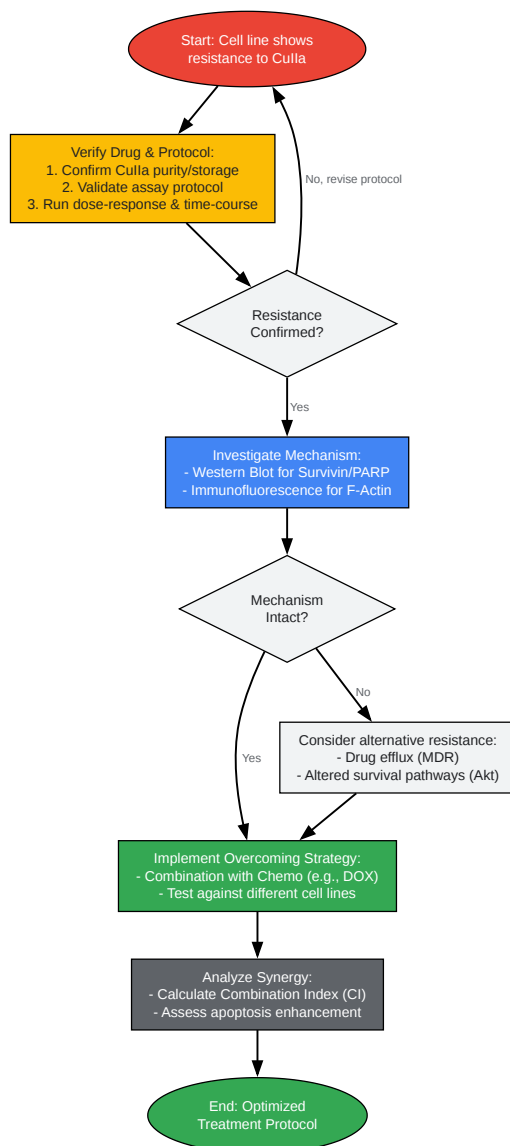 Start: Cell line shows
resistance to CuIIa
Verify Drug & Protocol:
1. Confirm CuIIa purity/storage
2. Validate assay protocol
3. Run dose-response & time-course
No, revise protocol
Resistance
Confirmed?
Yes
Investigate Mechanism:
- Western Blot for Survivin/PARP
- Immunofluorescence for F-Actin
Mechanism
Intact?
No
Consider alternative resistance:
- Drug efflux (MDR)
- Altered survival pathways (Akt)
Yes
Implement Overcoming Strategy:
- Combination with Chemo (e.g., DOX)
- Test against different cell lines
Analyze Synergy:
- Calculate Combination Index (CI)
- Assess apoptosis enhancement
End: Optimized
Treatment Protocol